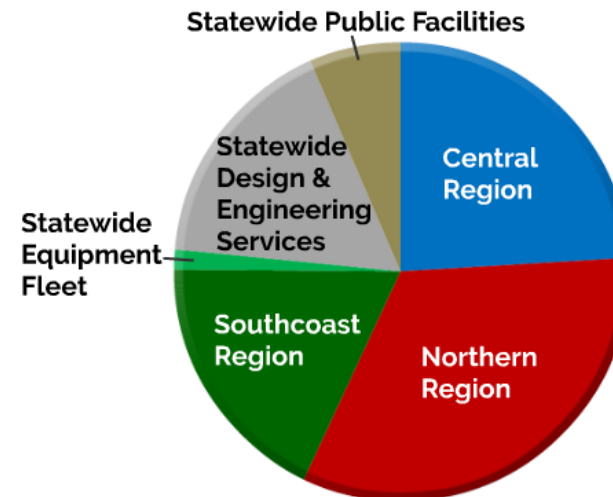 Statewide Public Facilities
Central
Region
Statewide
Design &
Engineering
Services
Statewide
Equipment
Fleet
Southcoast
Region
Northern
Region